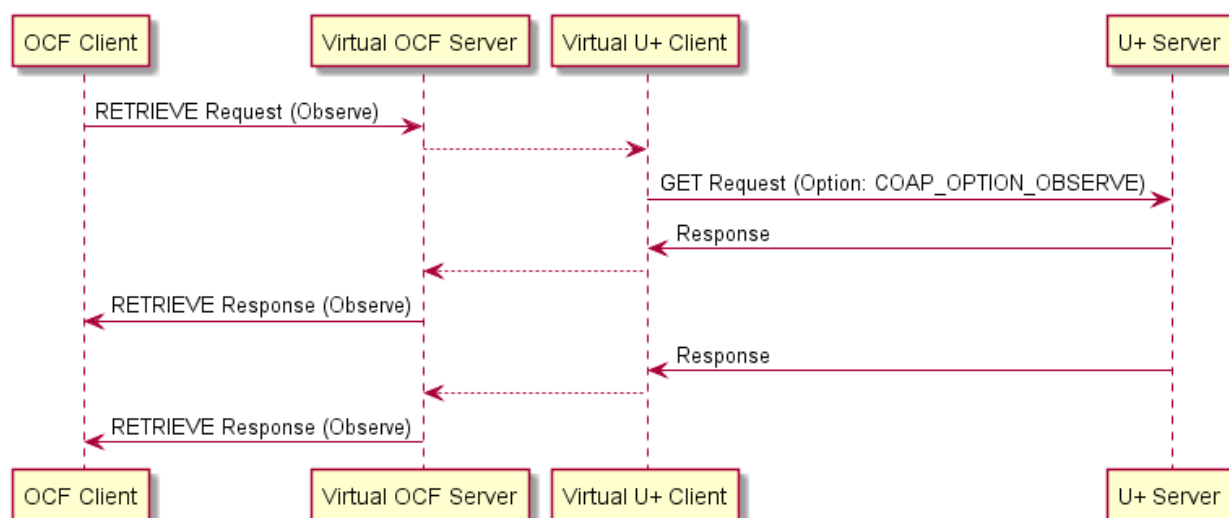 OCF Client
Virtual OCF Server
Virtual U+ Client
U+ Server
RETRIEVE Request (Observe)
GET Request (Option: COAP_OPTION_OBSERVE)
Response
RETRIEVE Response (Observe)
Response
RETRIEVE Response (Observe)
OCF Client
Virtual OCF Server
Virtual U+ Client
U+ Server